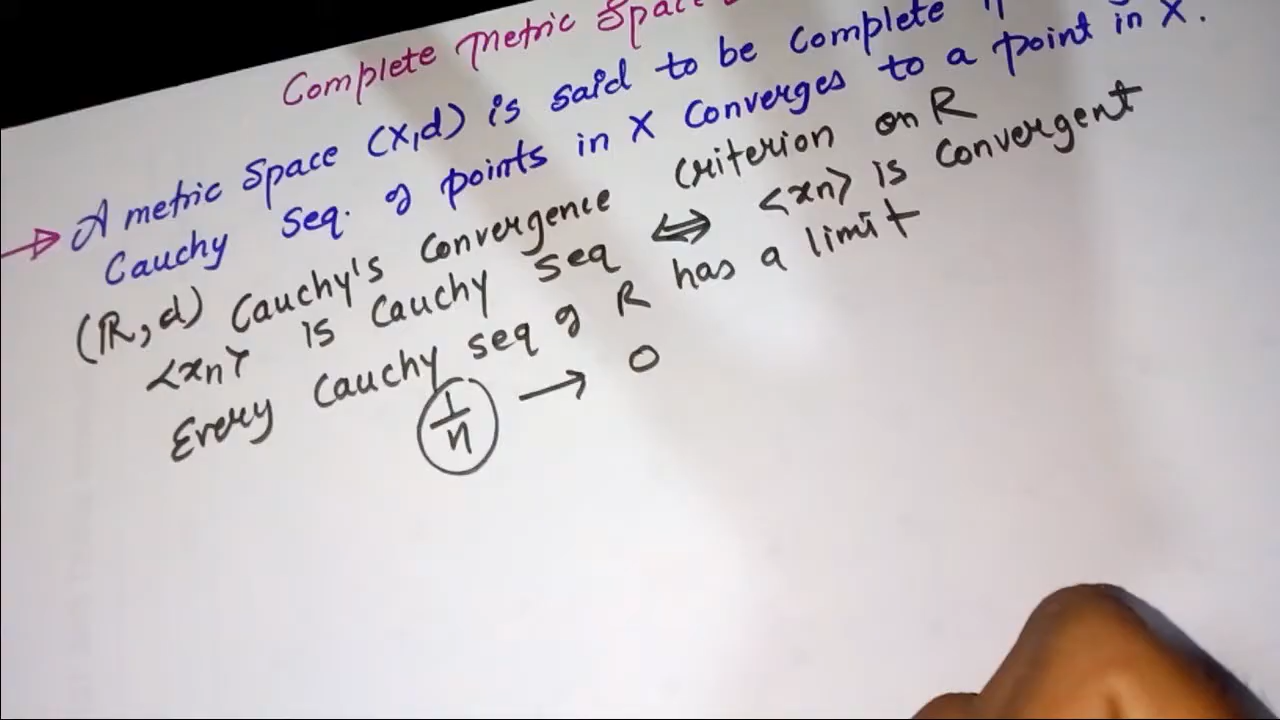 Complete Metric Space
→ A metric Space (X,d) is said to be complete
Cauchy seq. of points in X Converges to a point in X.
(R,d) Cauchy's Convergence Criterion on R
<xn> is Cauchy seq ⇔ <xn> is convergent
Every Cauchy seq of R has a limit
1/n → 0